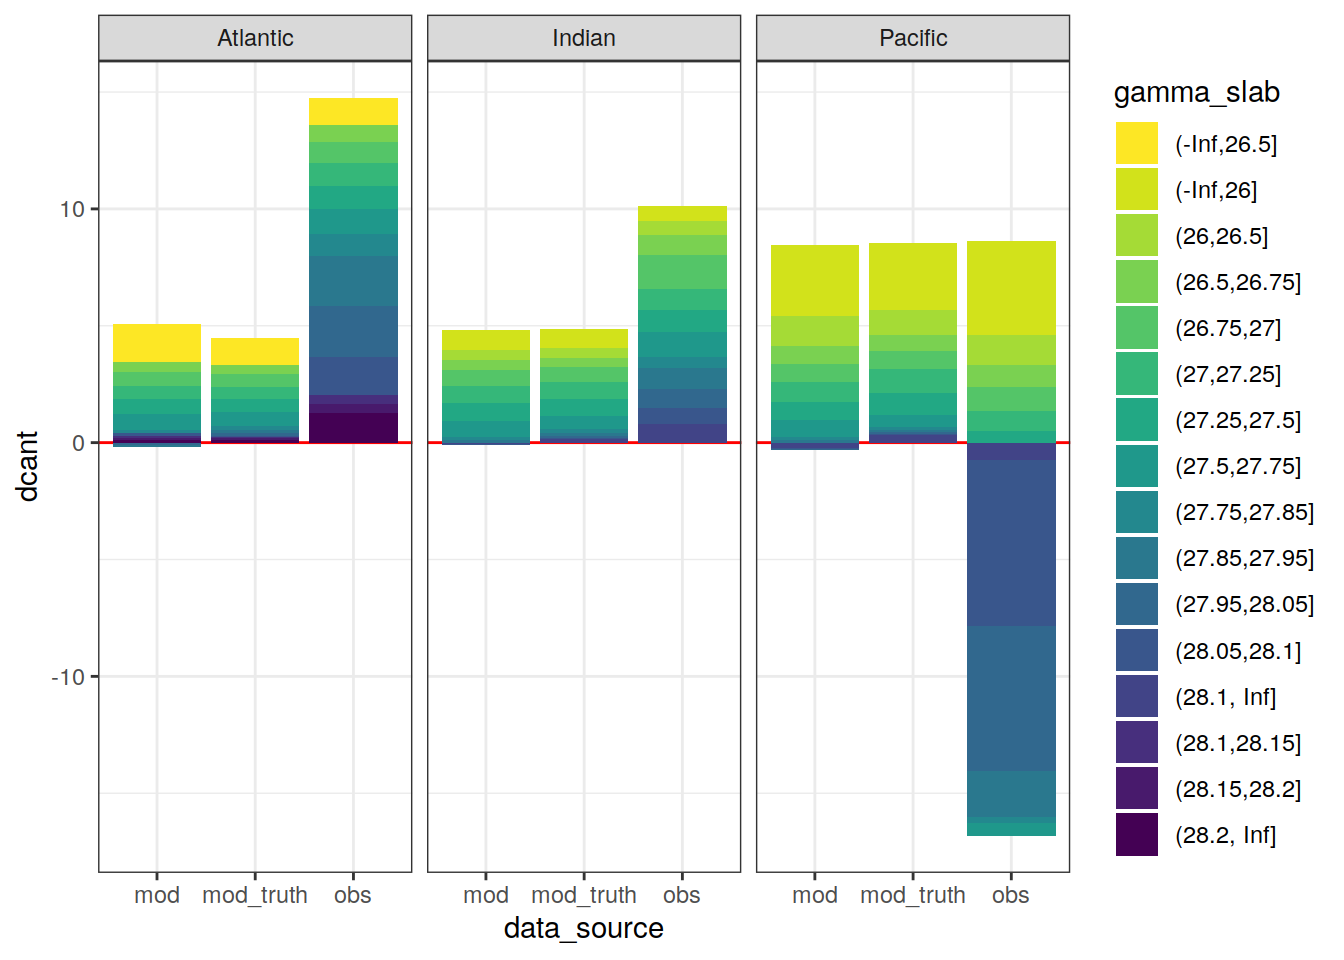 Atlantic
Indian
Pacific
10
0
-10
dcant
mod
mod_truth
obs
mod
mod_truth
obs
mod
mod_truth
obs
data_source
gamma_slab
(-Inf,26.5]
(-Inf,26]
(26,26.5]
(26.5,26.75]
(26.75,27]
(27,27.25]
(27.25,27.5]
(27.5,27.75]
(27.75,27.85]
(27.85,27.95]
(27.95,28.05]
(28.05,28.1]
(28.1, Inf]
(28.1,28.15]
(28.15,28.2]
(28.2, Inf]